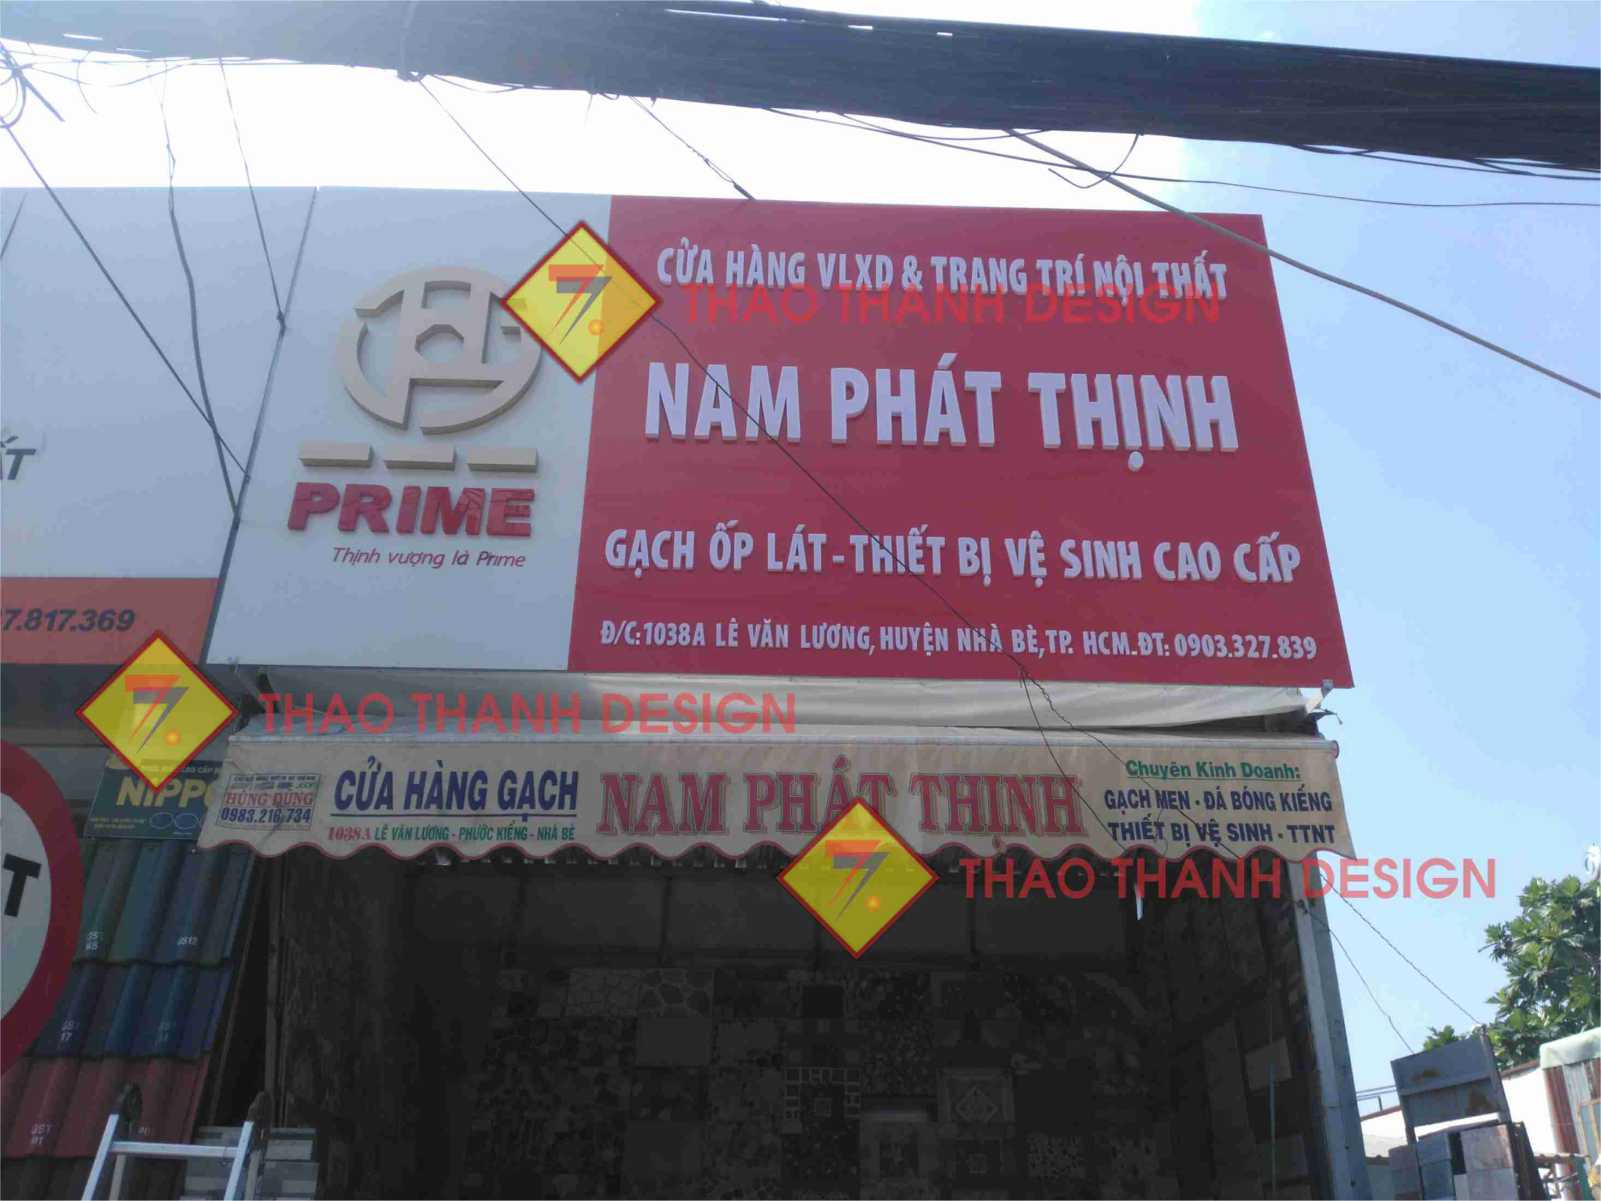 CỬA HÀNG VLXD & TRANG TRÍ NỘI THẤT
THAO THANH DESIGN
NAM PHÁT THỊNH
PRIME
Thịnh vượng là Prime
GẠCH ỐP LÁT - THIẾT BỊ VỆ SINH CAO CẤP
Đ/C: 1038A LÊ VĂN LƯƠNG, HUYỆN NHÀ BÈ, TP. HCM. ĐT: 0903.327.839
7.817.369
THAO THANH DESIGN
HÙNG DŨNG
0983.216.734
CỬA HÀNG GẠCH
1038A LÊ VĂN LƯƠNG - PHƯỚC KIỂNG - NHÀ BÈ
NAM PHÁT THỊNH
Chuyên Kinh Doanh:
GẠCH MEN - ĐÁ BÓNG KIẾNG
THIẾT BỊ VỆ SINH - TTNT
NIPP
THAO THANH DESIGN